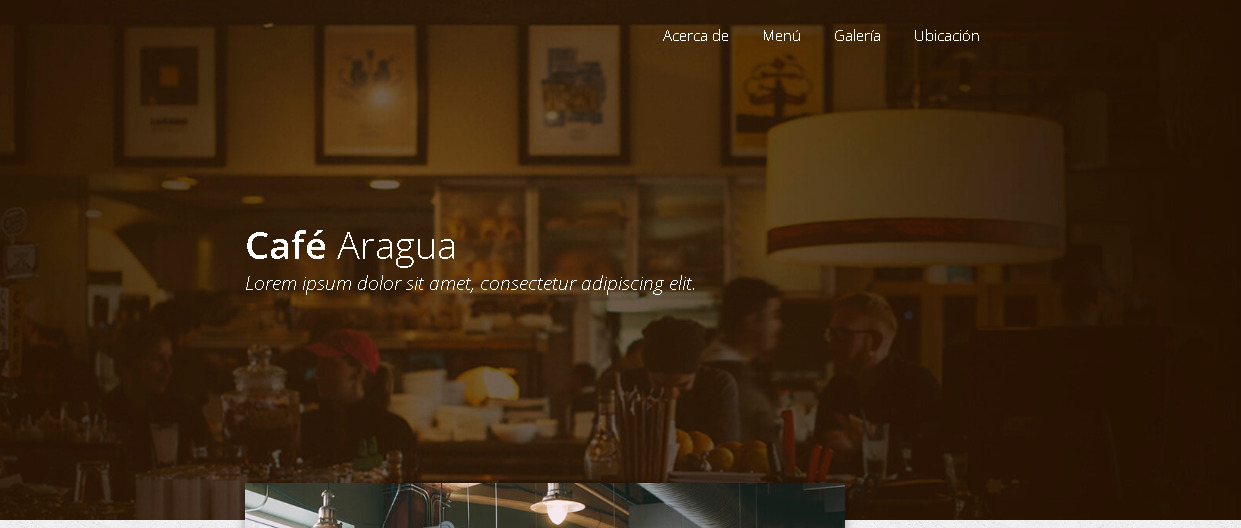 Acerca de Menú Galería Ubicación
Café Aragua
Lorem ipsum dolor sit amet, consectetur adipiscing elit.